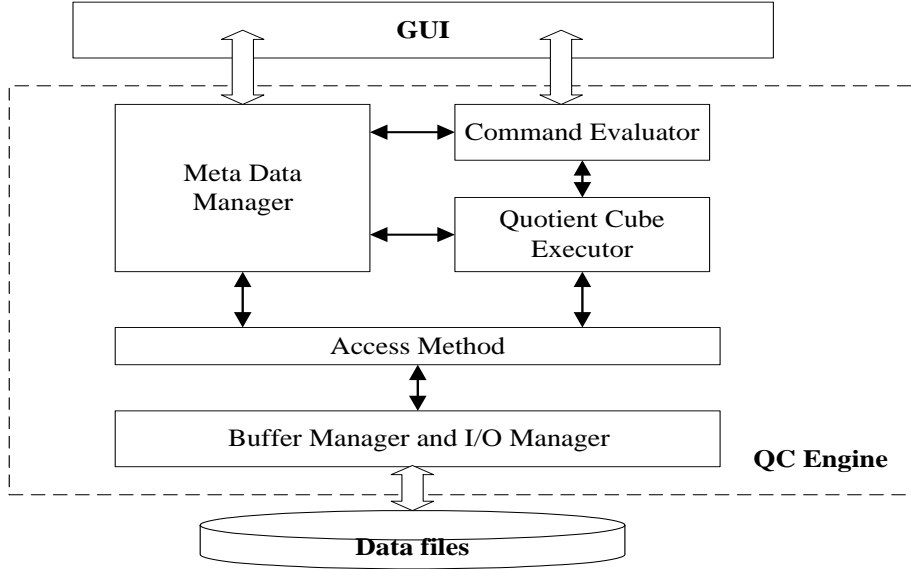 GUI
Meta Data
Manager
Command Evaluator
Quotient Cube
Executor
Access Method
Buffer Manager and I/O Manager
QC Engine
Data files